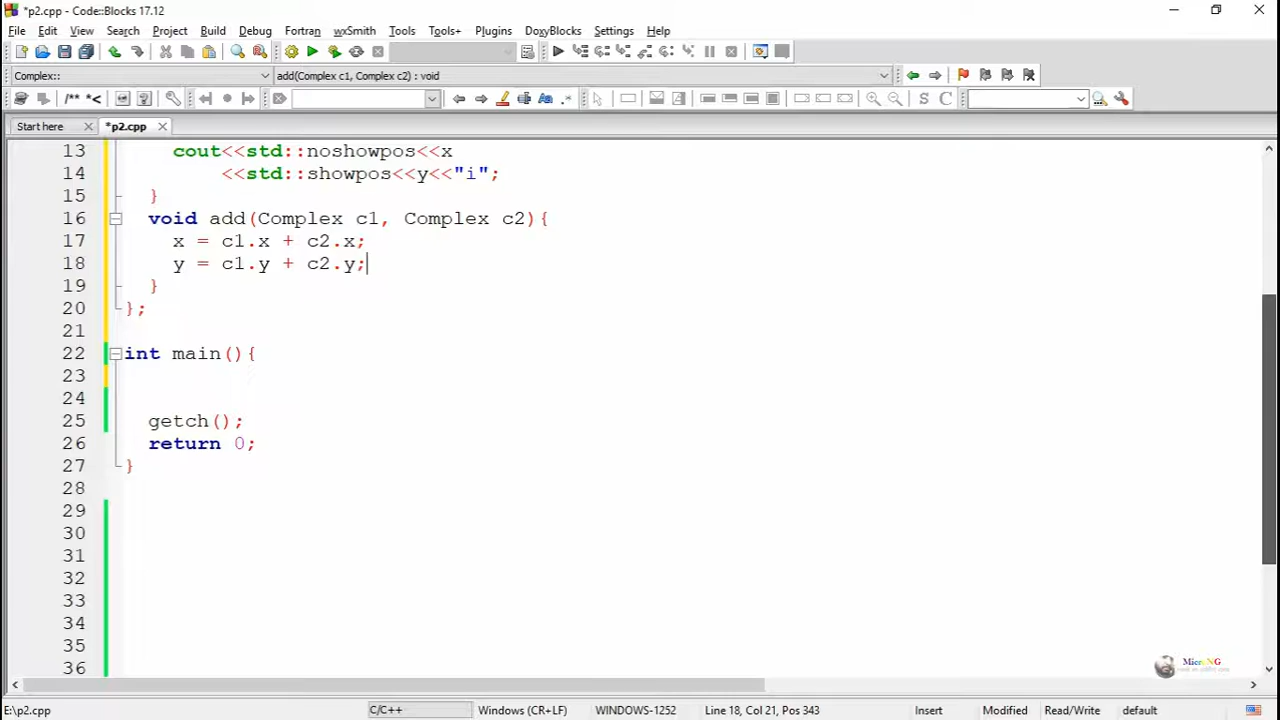 *p2.cpp - Code::Blocks 17.12
File Edit View Search Project Build Debug Fortran wxSmith Tools Tools+ Plugins DoxyBlocks Settings Help
Complex:: add(Complex c1, Complex c2) : void
/** *< Aa .* S C
Start here *p2.cpp
13 cout<<std::noshowpos<<x
14 <<std::showpos<<y<<"i";
15 }
16 void add(Complex c1, Complex c2){
17 x = c1.x + c2.x;
18 y = c1.y + c2.y;
19 }
20 };
21
22 int main(){
23
24
25 getch();
26 return 0;
27 }
28
29
30
31
32
33
34
35
36
MicroNG
E:\p2.cpp C/C++ Windows (CR+LF) WINDOWS-1252 Line 18, Col 21, Pos 343 Insert Modified Read/Write default